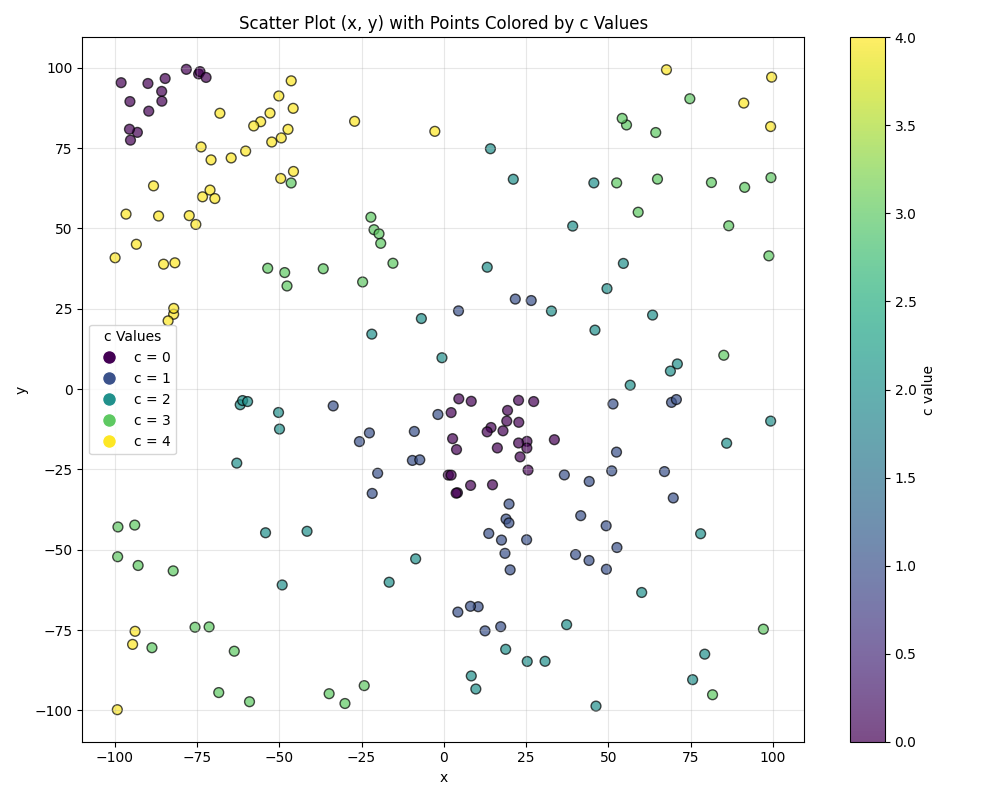 Scatter Plot (x, y) with Points Colored by c Values
100
75
50
25
0
−25
−50
−75
−100
y
−100 −75 −50 −25 0 25 50 75 100
x
c Values
c = 0
c = 1
c = 2
c = 3
c = 4
4.0
3.5
3.0
2.5
2.0
1.5
1.0
0.5
0.0
c value